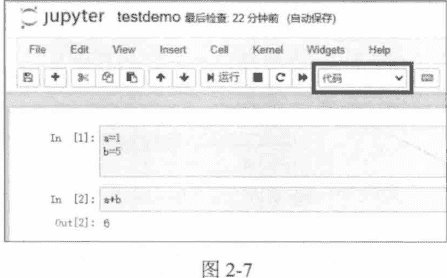 jupyter testdemo 最后检查: 22 分钟前 (自动保存)
File Edit View Insert Cell Kernel Widgets Help
运行 代码
In [1]: a=1
b=5
In [2]: a+b
Out[2]: 6
图 2-7